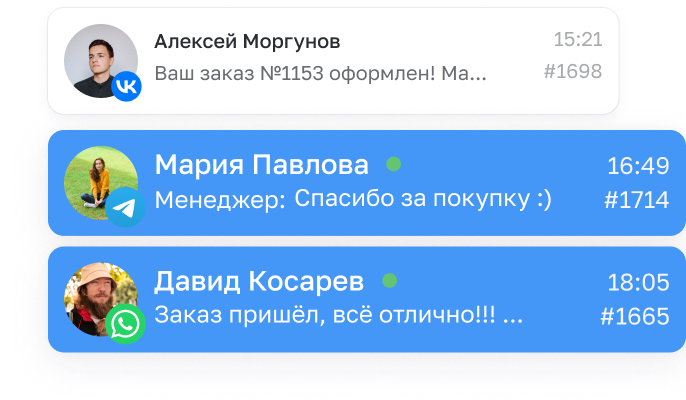 Алексей Моргунов 15:21
Ваш заказ №1153 оформлен! Ма... #1698
Мария Павлова 16:49
Менеджер: Спасибо за покупку :) #1714
Давид Косарев 18:05
Заказ пришёл, всё отлично!!! ... #1665